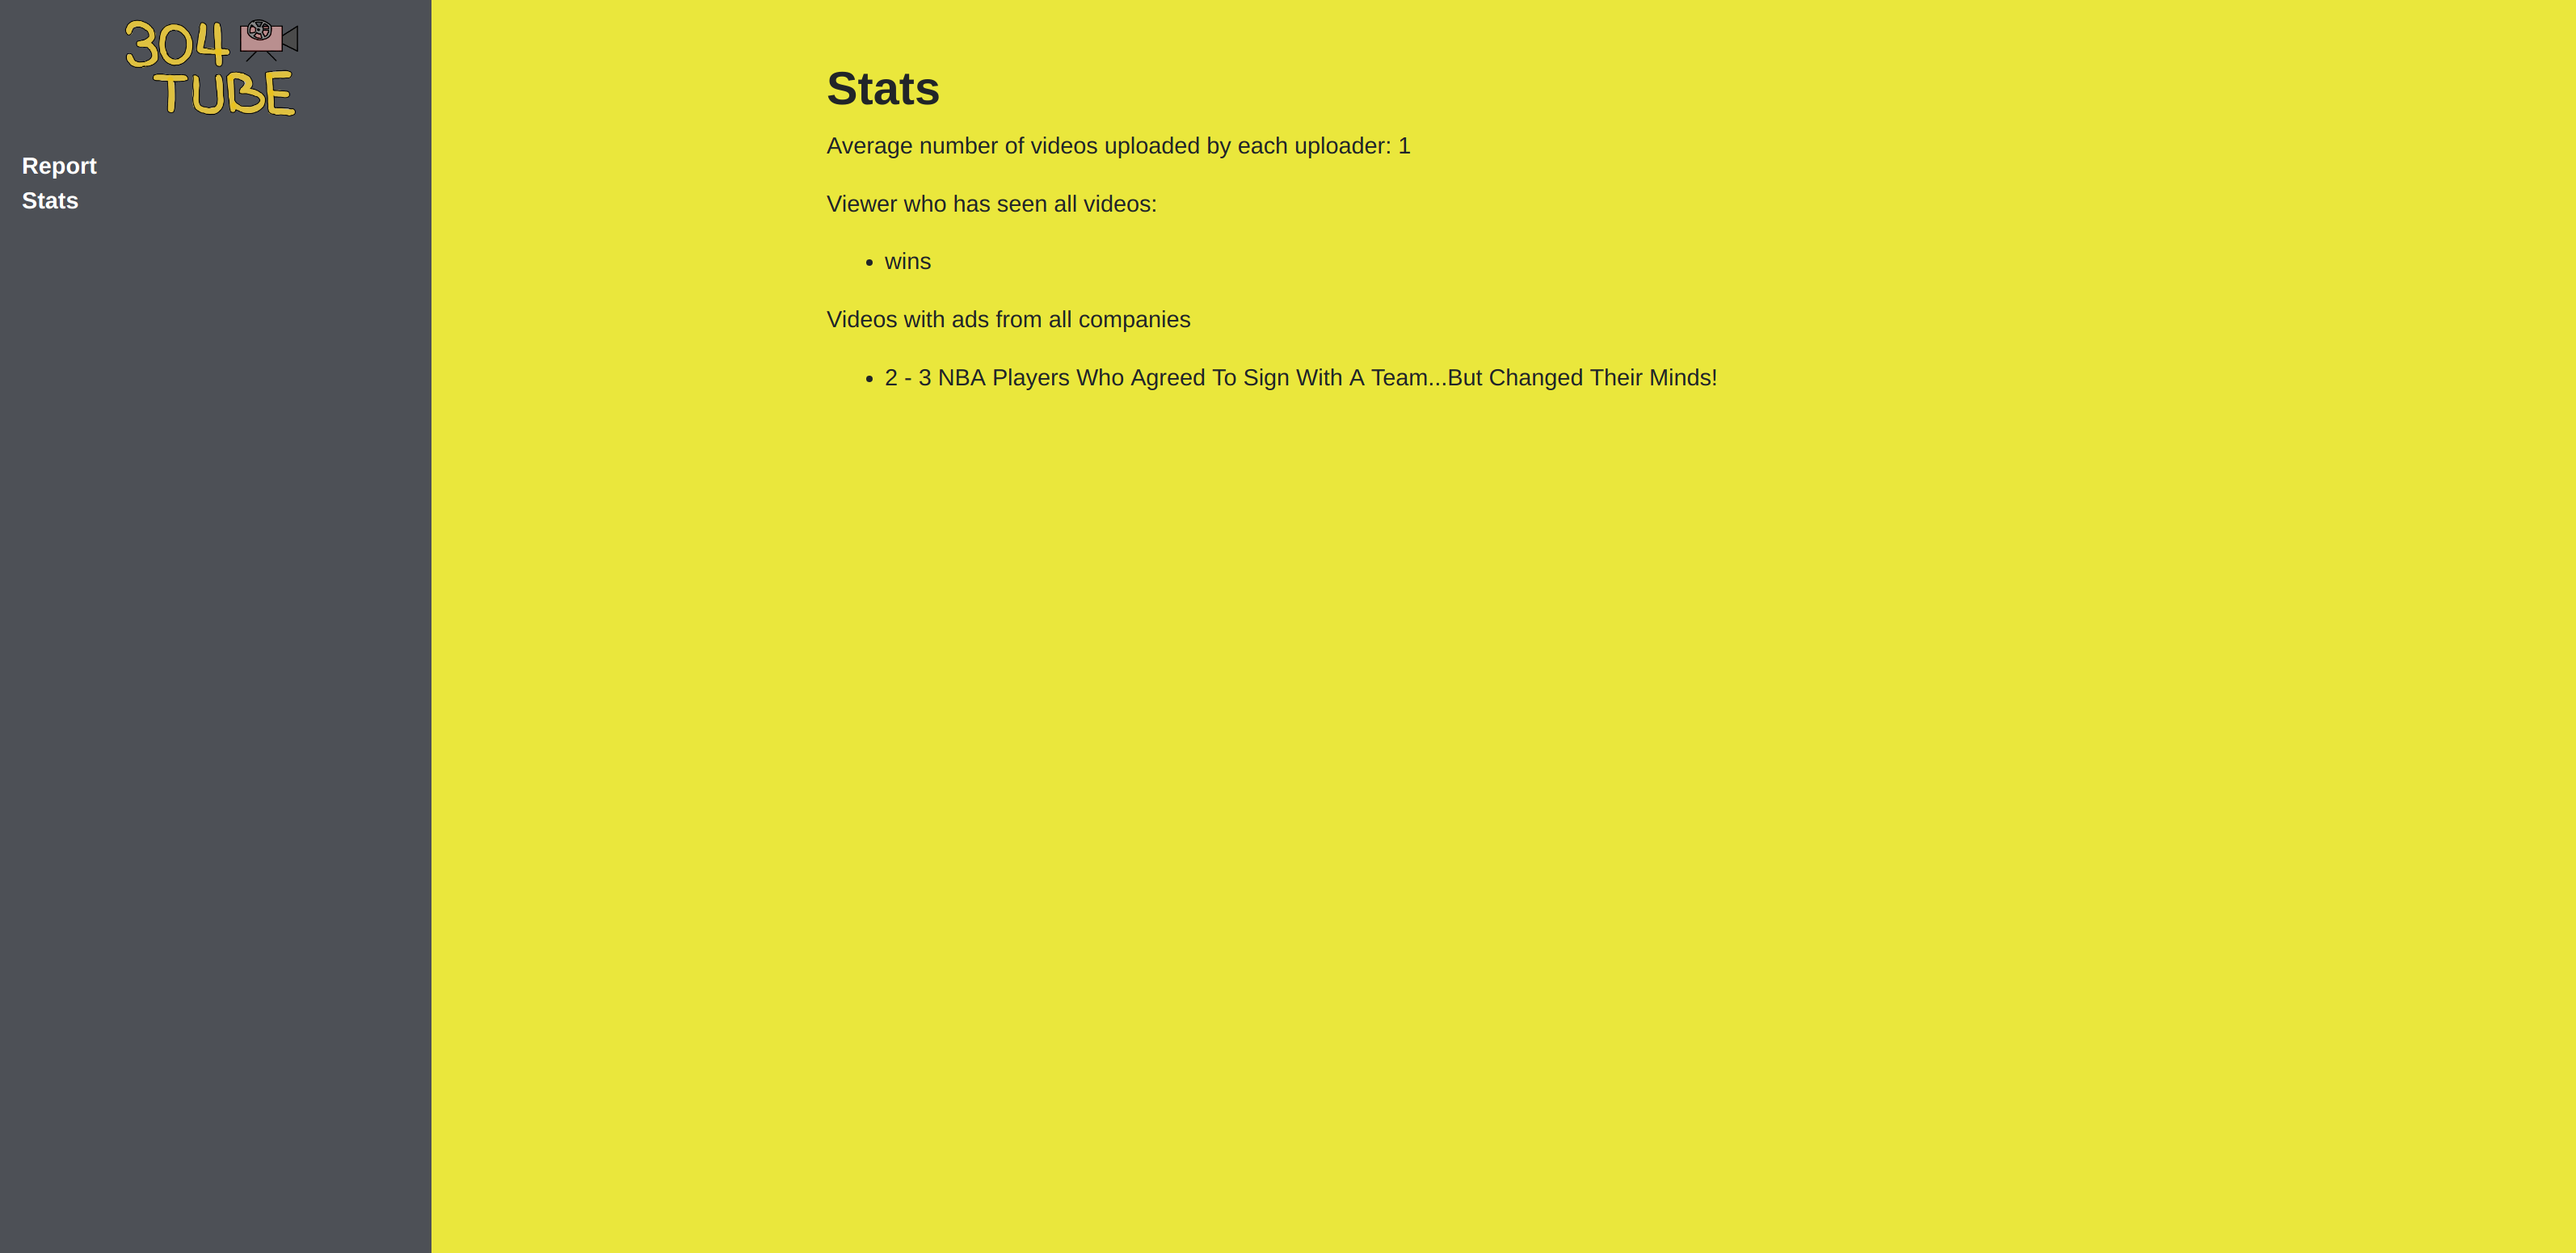 304
TUBE
Report
Stats
Stats
Average number of videos uploaded by each uploader: 1
Viewer who has seen all videos:
• wins
Videos with ads from all companies
• 2 - 3 NBA Players Who Agreed To Sign With A Team...But Changed Their Minds!